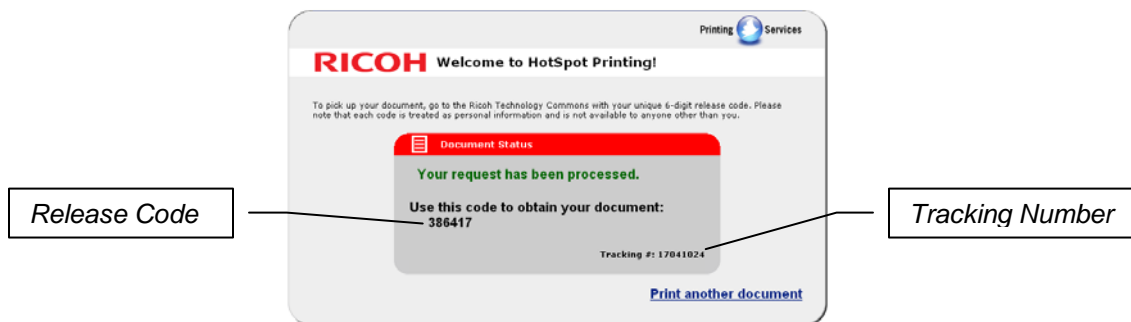 Printing Services
RICOH Welcome to HotSpot Printing!
To pick up your document, go to the Ricoh Technology Commons with your unique 6-digit release code. Please
note that each code is treated as personal information and is not available to anyone other than you.
Document Status
Your request has been processed.
Use this code to obtain your document:
386417
Tracking #: 17041024
Print another document
Release Code
Tracking Number